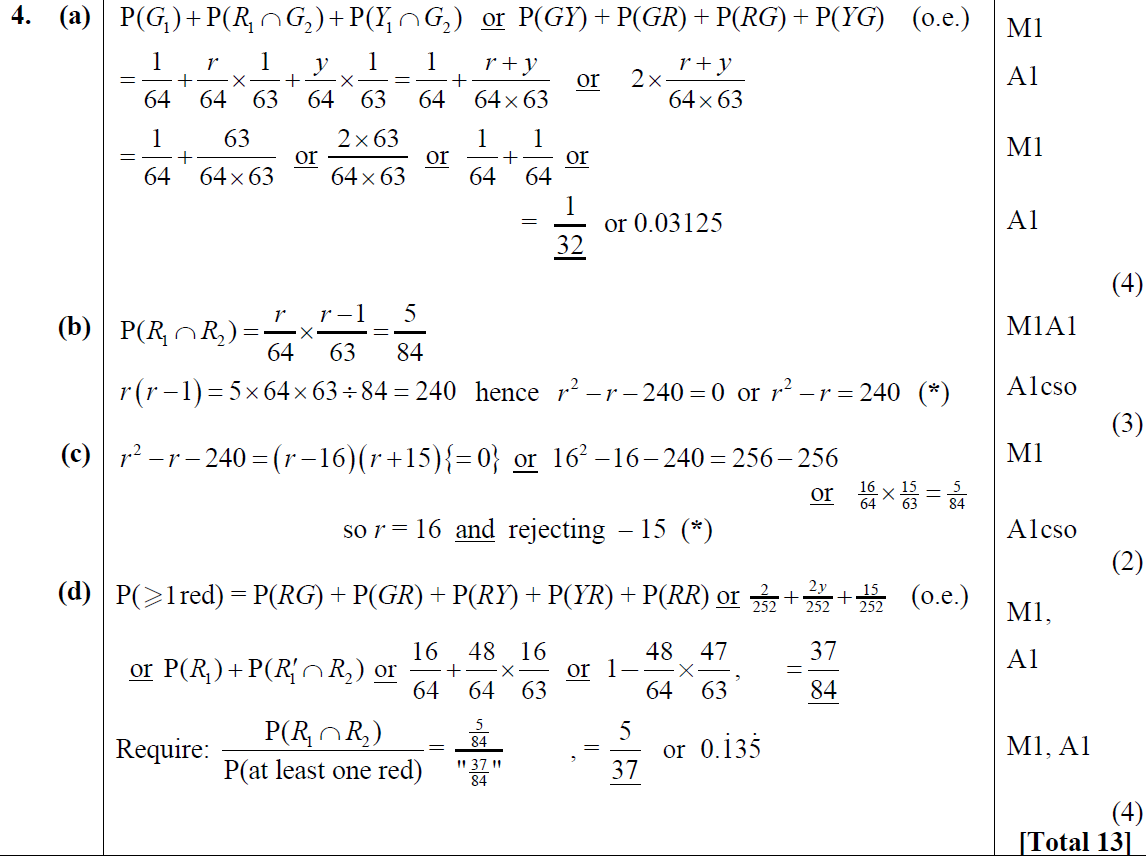 4. (a) P(G₁) + P(R₁ ∩ G₂) + P(Y₁ ∩ G₂) or P(GY) + P(GR) + P(RG) + P(YG) (o.e.) M1
= 1/64 + r/64 × 1/63 + y/64 × 1/63 = 1/64 + (r + y)/(64 × 63) or 2 × (r + y)/(64 × 63) A1
= 1/64 + 63/(64 × 63) or (2 × 63)/(64 × 63) or 1/64 + 1/64 or M1
= 1/32 or 0.03125 A1
(4)
(b) P(R₁ ∩ R₂) = r/64 × (r − 1)/63 = 5/84 M1A1
r(r − 1) = 5 × 64 × 63 ÷ 84 = 240 hence r² − r − 240 = 0 or r² − r = 240 (*) A1cso
(3)
(c) r² − r − 240 = (r − 16)(r + 15){= 0} or 16² − 16 − 240 = 256 − 256 M1
or 16/64 × 15/63 = 5/84
so r = 16 and rejecting − 15 (*) A1cso
(2)
(d) P(⩾1 red) = P(RG) + P(GR) + P(RY) + P(YR) + P(RR) or 2/252 + 2y/252 + 15/252 (o.e.) M1,
or P(R₁) + P(R₁′ ∩ R₂) or 16/64 + 48/64 × 16/63 or 1 − 48/64 × 47/63 , = 37/84 A1
Require: P(R₁ ∩ R₂)/P(at least one red) = (5/84)/("37/84") , = 5/37 or 0.1̇35̇ M1, A1
(4)
[Total 13]